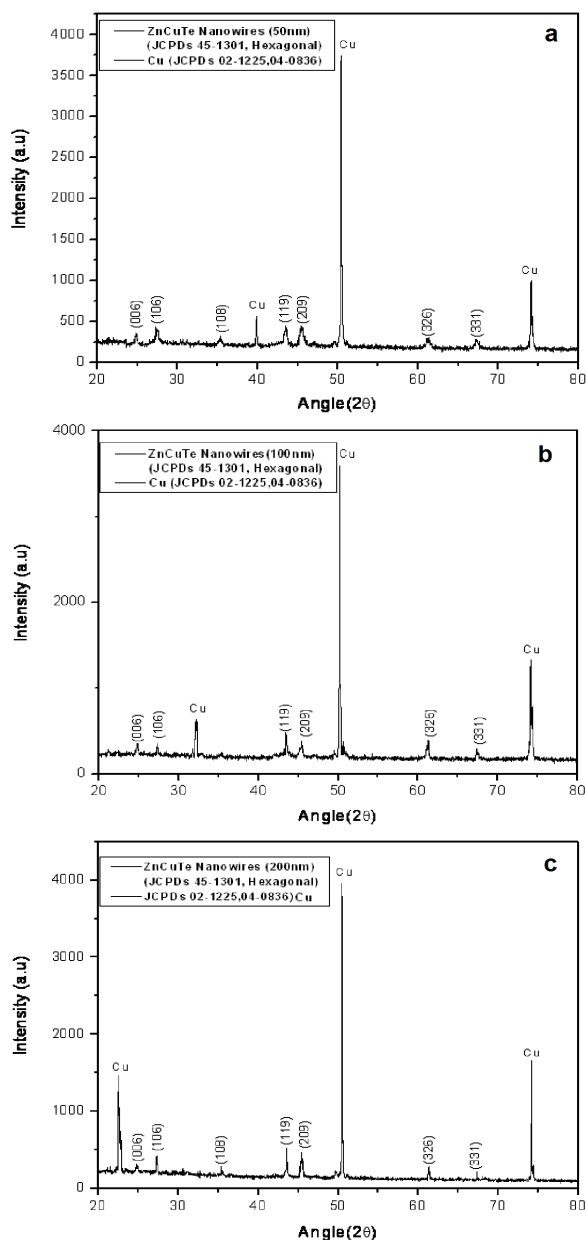 a
ZnCuTe Nanowires (50nm)
(JCPDs 45-1301, Hexagonal)
Cu (JCPDs 02-1225,04-0836)
Cu
Cu
Cu
(006)
(106)
(108)
(119)
(209)
(326)
(331)
Intensity (a.u)
4000
3500
3000
2500
2000
1500
1000
500
0
20 30 40 50 60 70 80
Angle(2θ)
b
ZnCuTe Nanowires (100nm)
(JCPDs 45-1301, Hexagonal)
Cu (JCPDs 02-1225,04-0836)
Cu
Cu
Cu
(006)
(106)
(119)
(209)
(326)
(331)
Intensity (a.u)
4000
2000
0
20 30 40 50 60 70 80
Angle(2θ)
c
ZnCuTe Nanowires (200nm)
(JCPDs 45-1301, Hexagonal)
JCPDs 02-1225,04-0836)Cu
Cu
Cu
Cu
(006)
(106)
(108)
(119)
(209)
(326)
(331)
Intensity (a.u)
4000
3000
2000
1000
0
20 30 40 50 60 70 80
Angle(2θ)